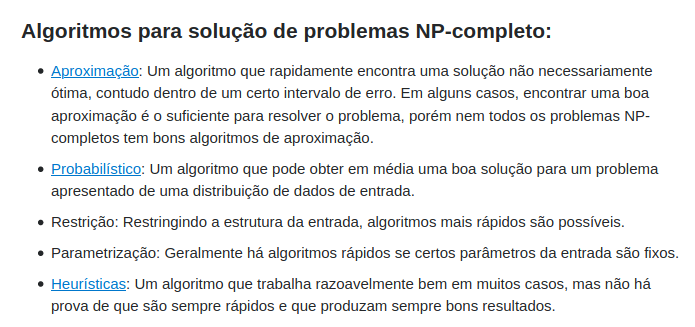 Algoritmos para solução de problemas NP-completo:
• Aproximação: Um algoritmo que rapidamente encontra uma solução não necessariamente
ótima, contudo dentro de um certo intervalo de erro. Em alguns casos, encontrar uma boa
aproximação é o suficiente para resolver o problema, porém nem todos os problemas NP-
completos tem bons algoritmos de aproximação.
• Probabilístico: Um algoritmo que pode obter em média uma boa solução para um problema
apresentado de uma distribuição de dados de entrada.
• Restrição: Restringindo a estrutura da entrada, algoritmos mais rápidos são possíveis.
• Parametrização: Geralmente há algoritmos rápidos se certos parâmetros da entrada são fixos.
• Heurísticas: Um algoritmo que trabalha razoavelmente bem em muitos casos, mas não há
prova de que são sempre rápidos e que produzam sempre bons resultados.